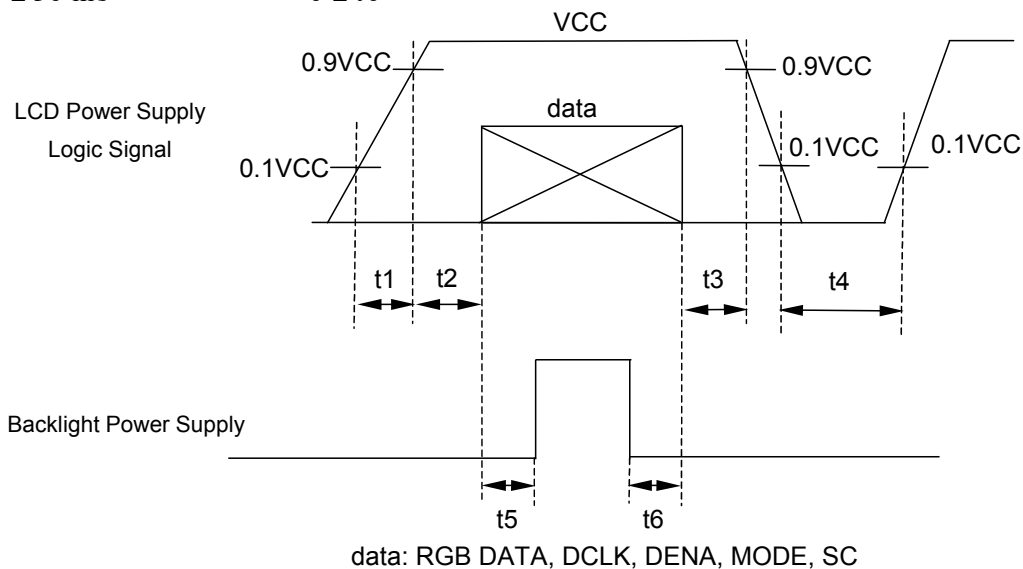 VCC
0.9VCC
0.9VCC
LCD Power Supply
Logic Signal
data
0.1VCC
0.1VCC
0.1VCC
t1
t2
t3
t4
Backlight Power Supply
t5
t6
data: RGB DATA, DCLK, DENA, MODE, SC